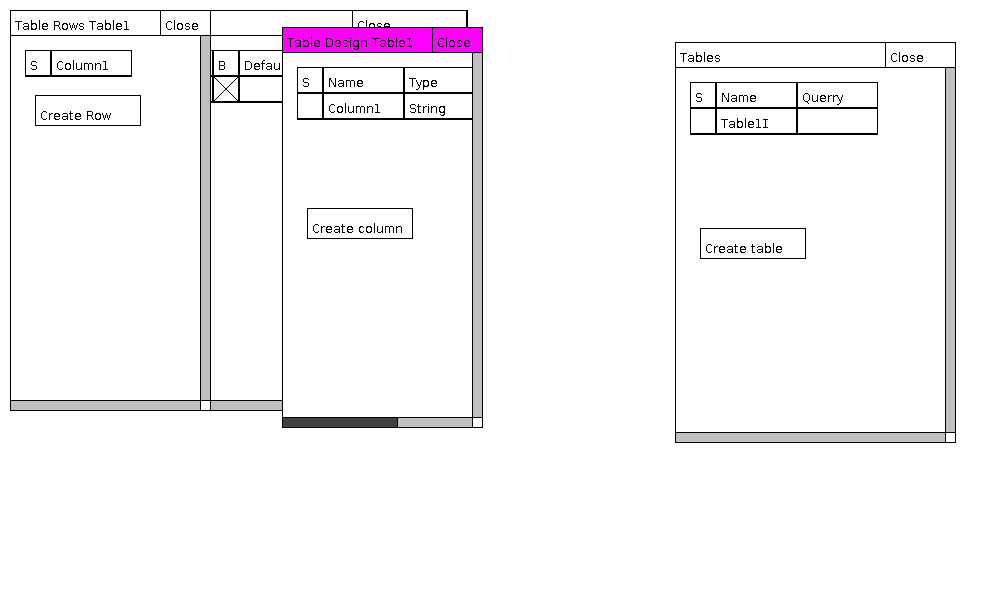 Table Rows Table1 Close
S Column1
Create Row
Close
B Defau
Table Design Table1 Close
S Name Type
Column1 String
Create column
Tables Close
S Name Querry
Table1I
Create table